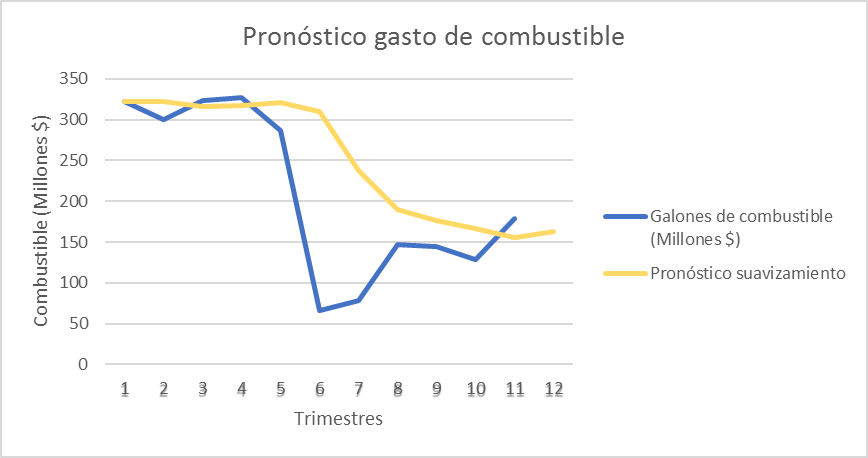 Pronóstico gasto de combustible
350
300
250
200
150
100
50
0
Combustible (Millones $)
1 2 3 4 5 6 7 8 9 10 11 12
Trimestres
Galones de combustible
(Millones $)
Pronóstico suavizamiento